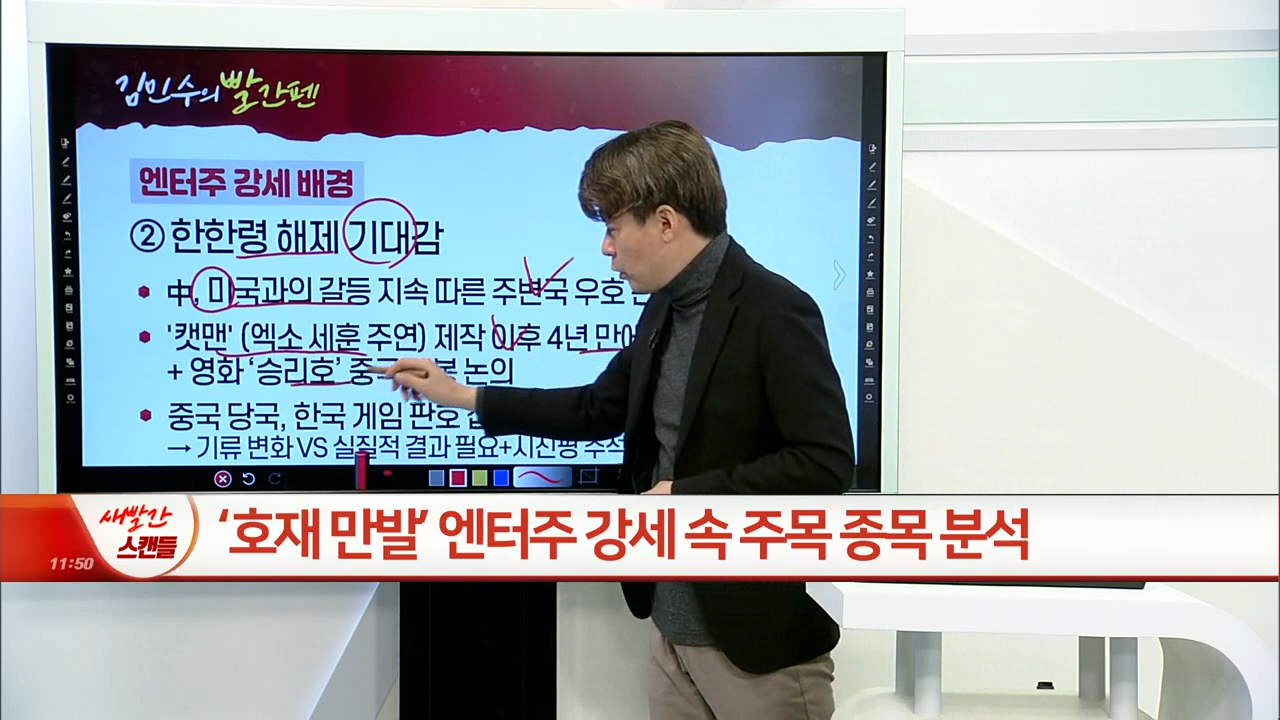 김민수의 빨간펜
엔터주 강세 배경
② 한한령 해제 기대감
中, 미국과의 갈등 지속 따른 주변국 우호
'캣맨' (엑소 세훈 주연) 제작 이후 4년 만에
+ 영화 ‘승리호’ 논의
중국 당국, 한국 게임 판호
→ 기류 변화 VS 실질적 결과 필요+시진핑
새빨간
스캔들
11:50
‘호재 만발’ 엔터주 강세 속 주목 종목 분석